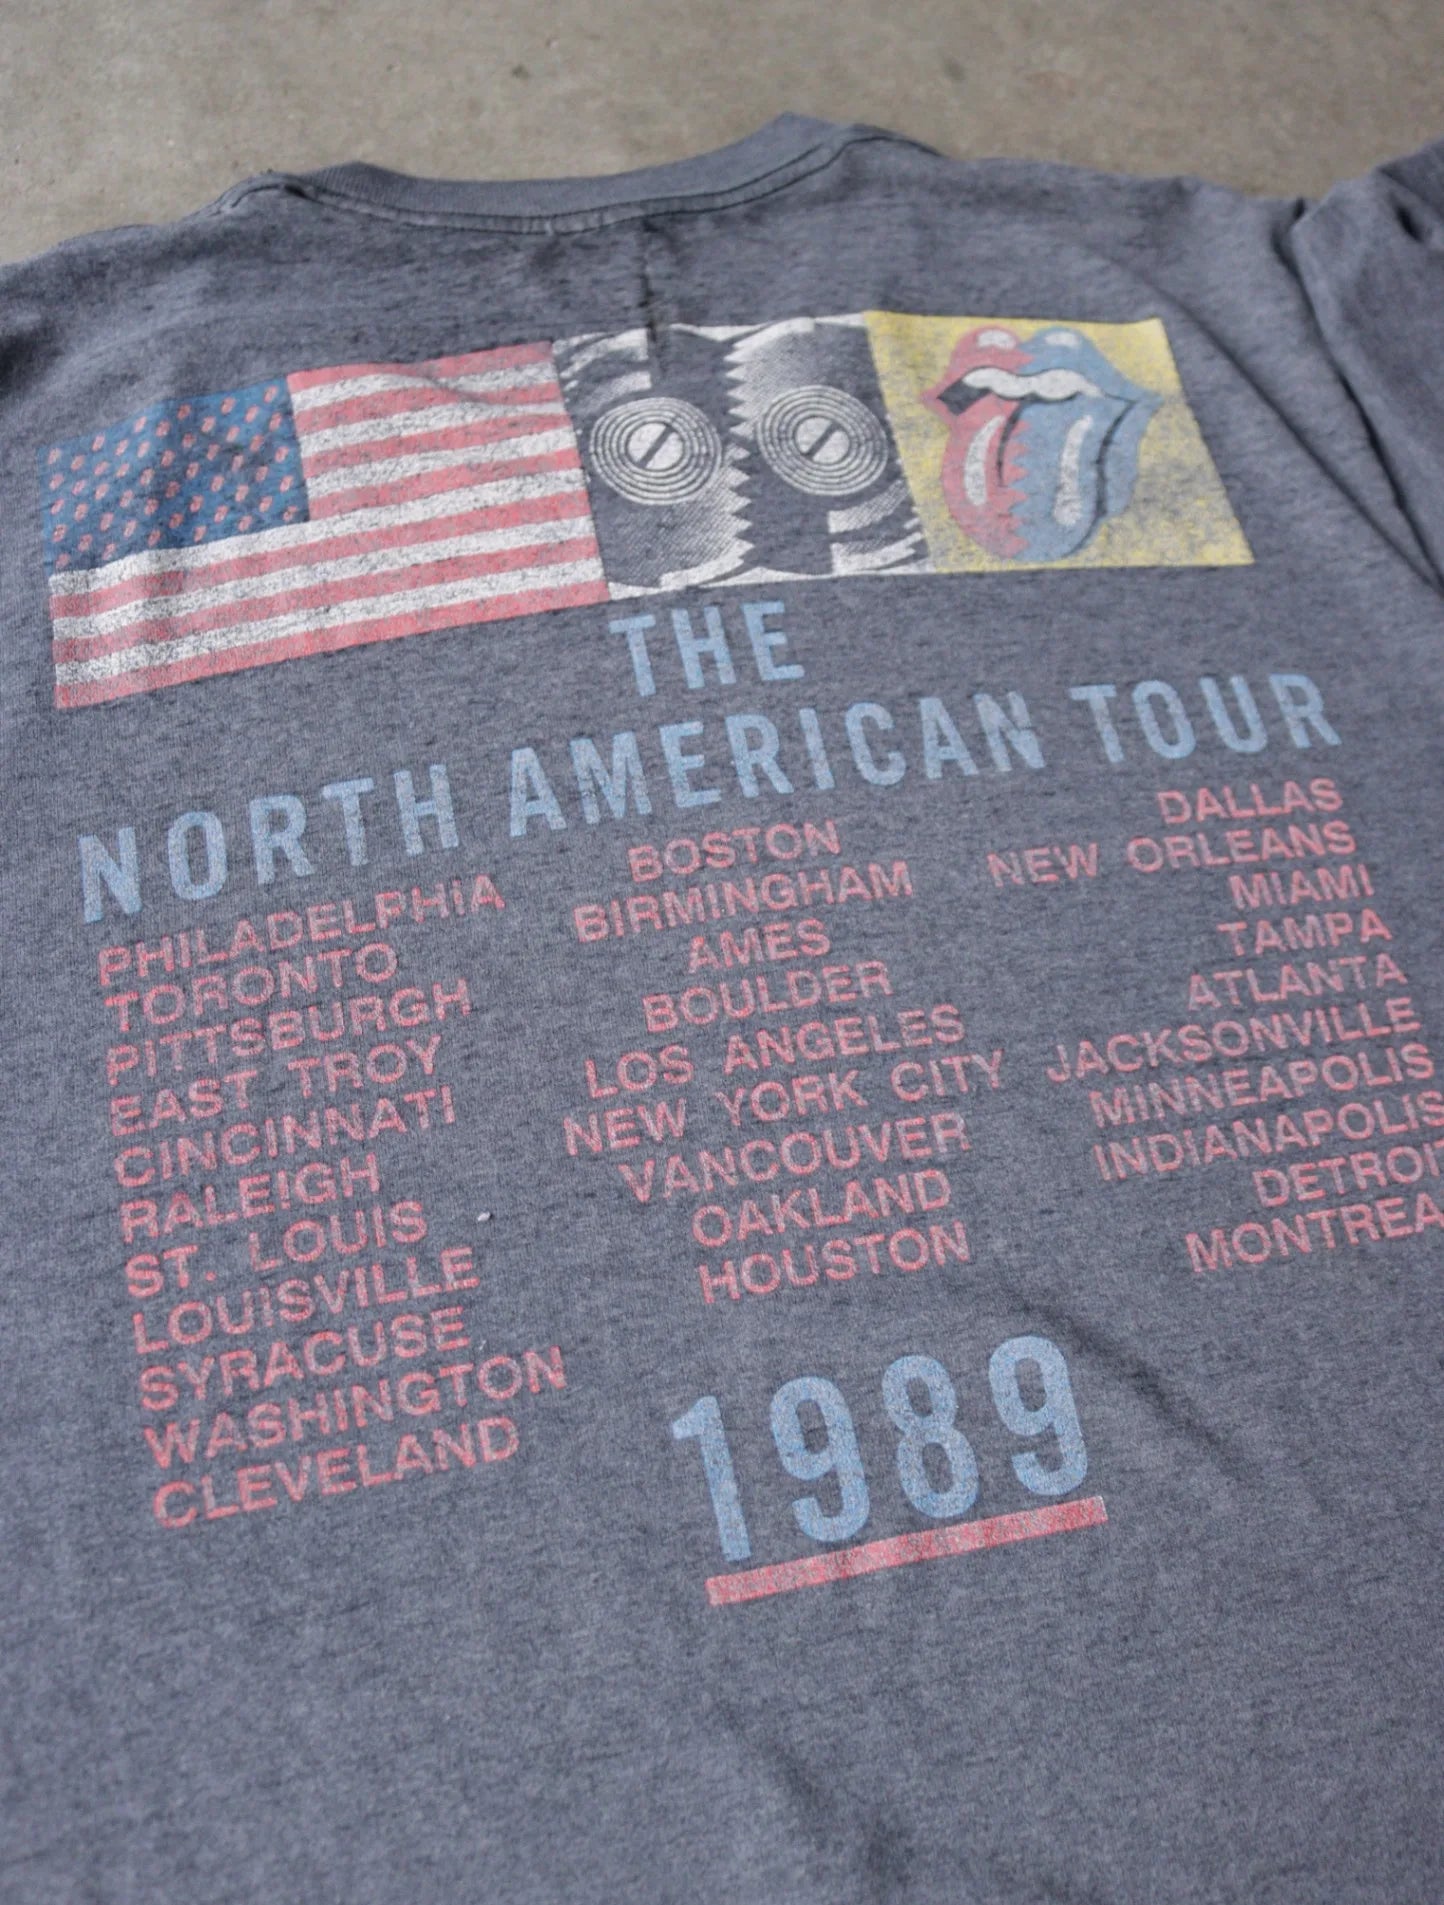 THE
NORTH AMERICAN TOUR
PHILADELPHIA
TORONTO
PITTSBURGH
EAST TROY
CINCINNATI
RALEIGH
ST. LOUIS
LOUISVILLE
SYRACUSE
WASHINGTON
CLEVELAND
BOSTON
BIRMINGHAM
AMES
BOULDER
LOS ANGELES
NEW YORK CITY
VANCOUVER
OAKLAND
HOUSTON
DALLAS
NEW ORLEANS
MIAMI
TAMPA
ATLANTA
JACKSONVILLE
MINNEAPOLIS
INDIANAPOLIS
DETROIT
MONTREA
1989